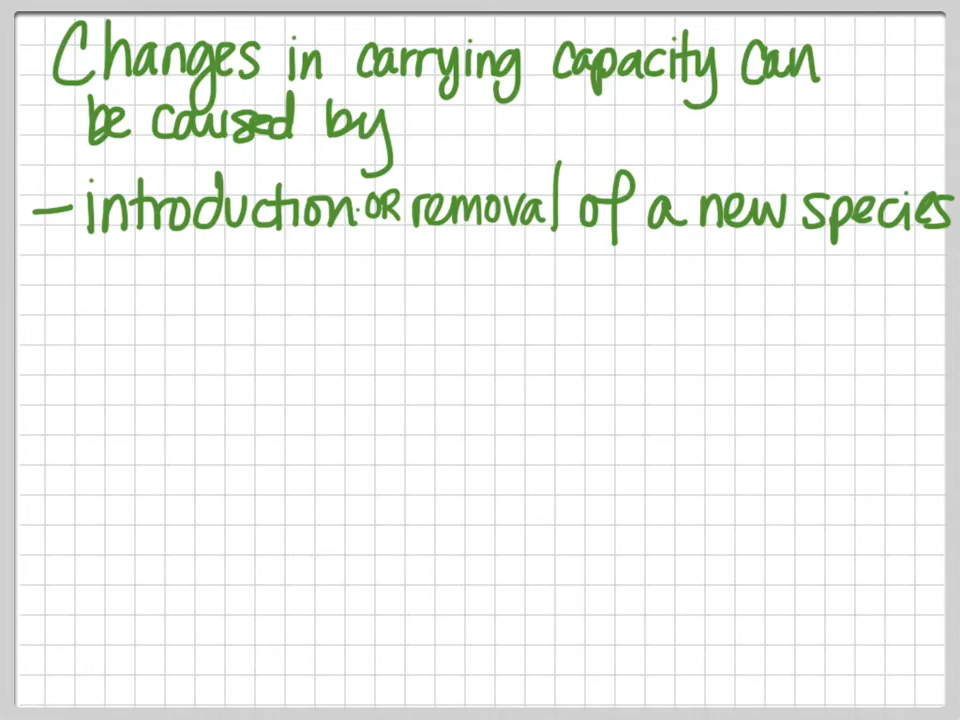 Changes in carrying capacity can
be caused by
- introduction OR removal of a new species